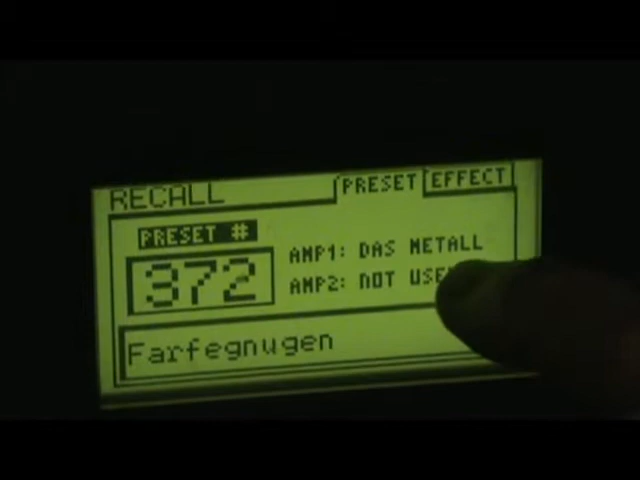 RECALL PRESET EFFECT
PRESET #
372
AMP1: DAS METALL
AMP2: NOT USE
Farfegnugen